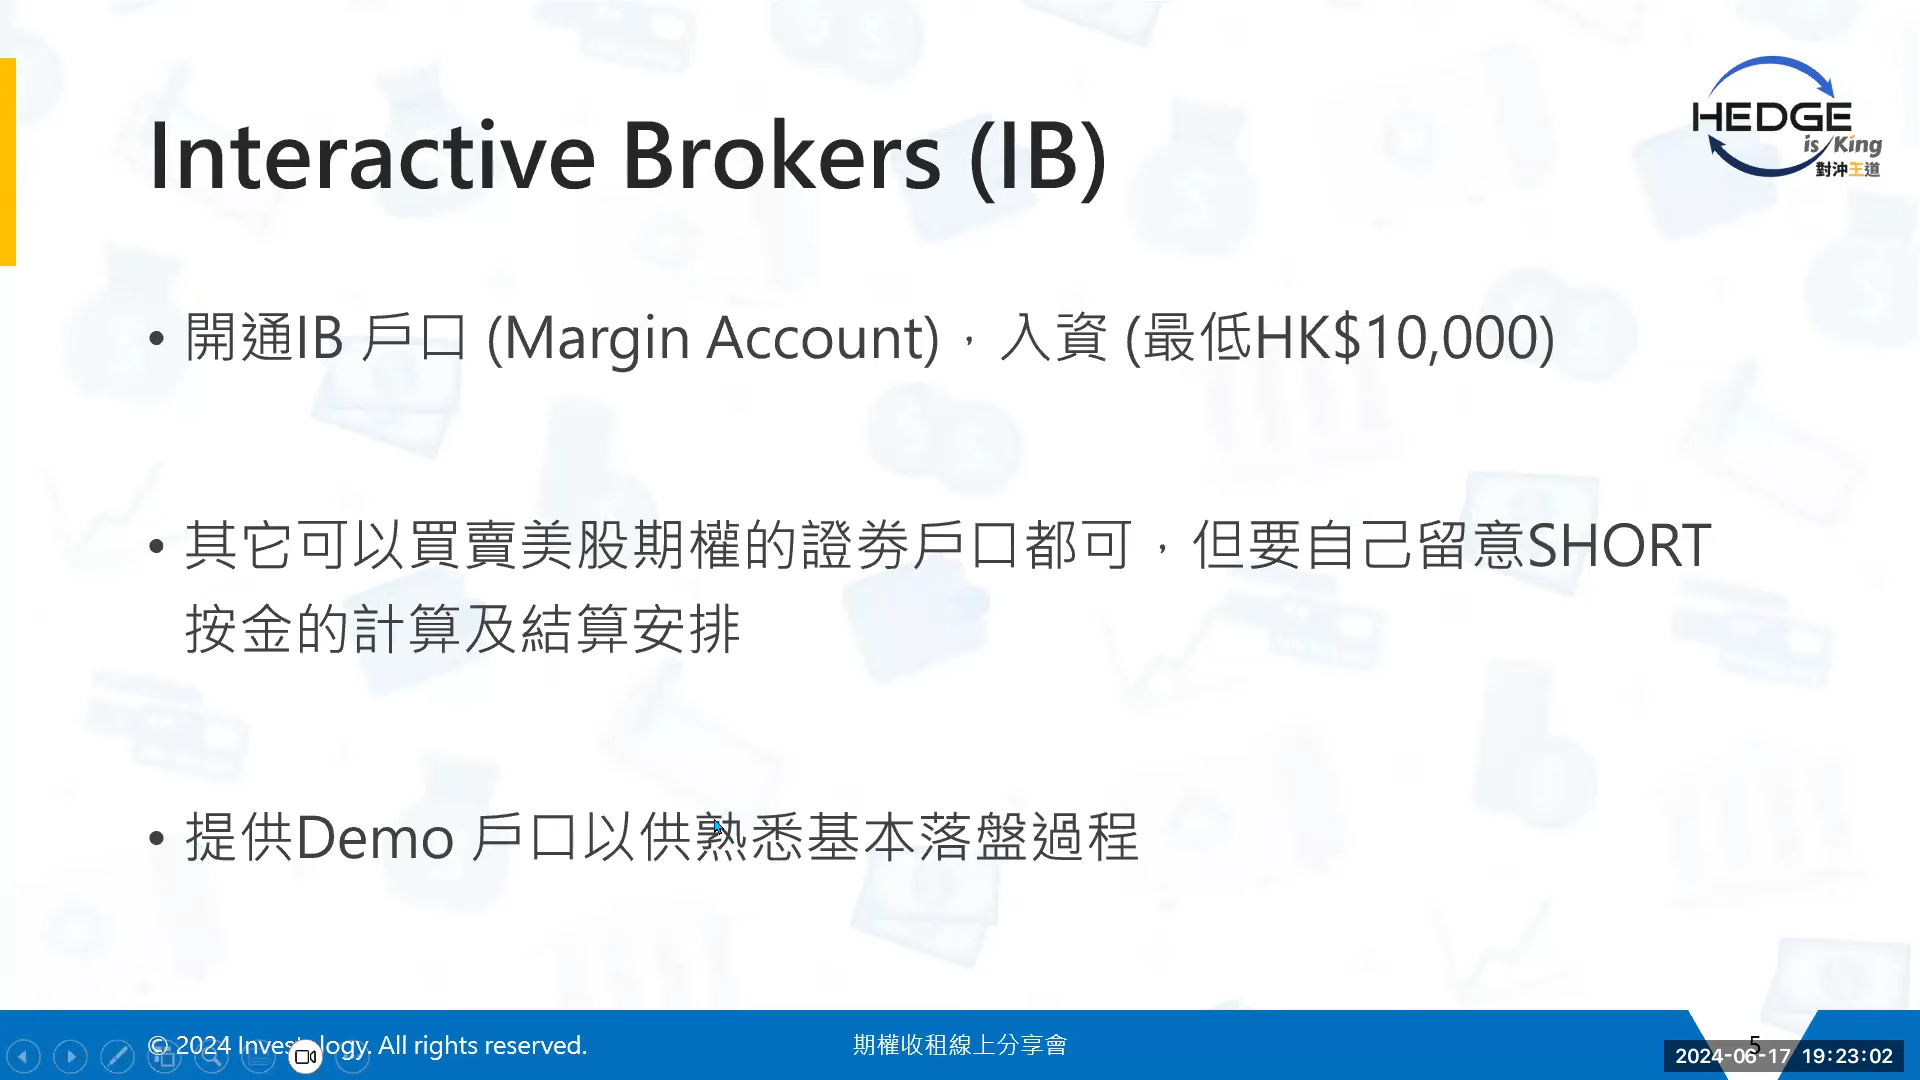 Interactive Brokers (IB)
HEDGE
is King
對沖王道
• 開通IB 戶口 (Margin Account)，入資 (最低HK$10,000)
• 其它可以買賣美股期權的證券戶口都可，但要自己留意SHORT
按金的計算及結算安排
• 提供Demo 戶口以供熟悉基本落盤過程
© 2024 Investology. All rights reserved.
期權收租線上分享會
5
2024-06-17 19:23:02